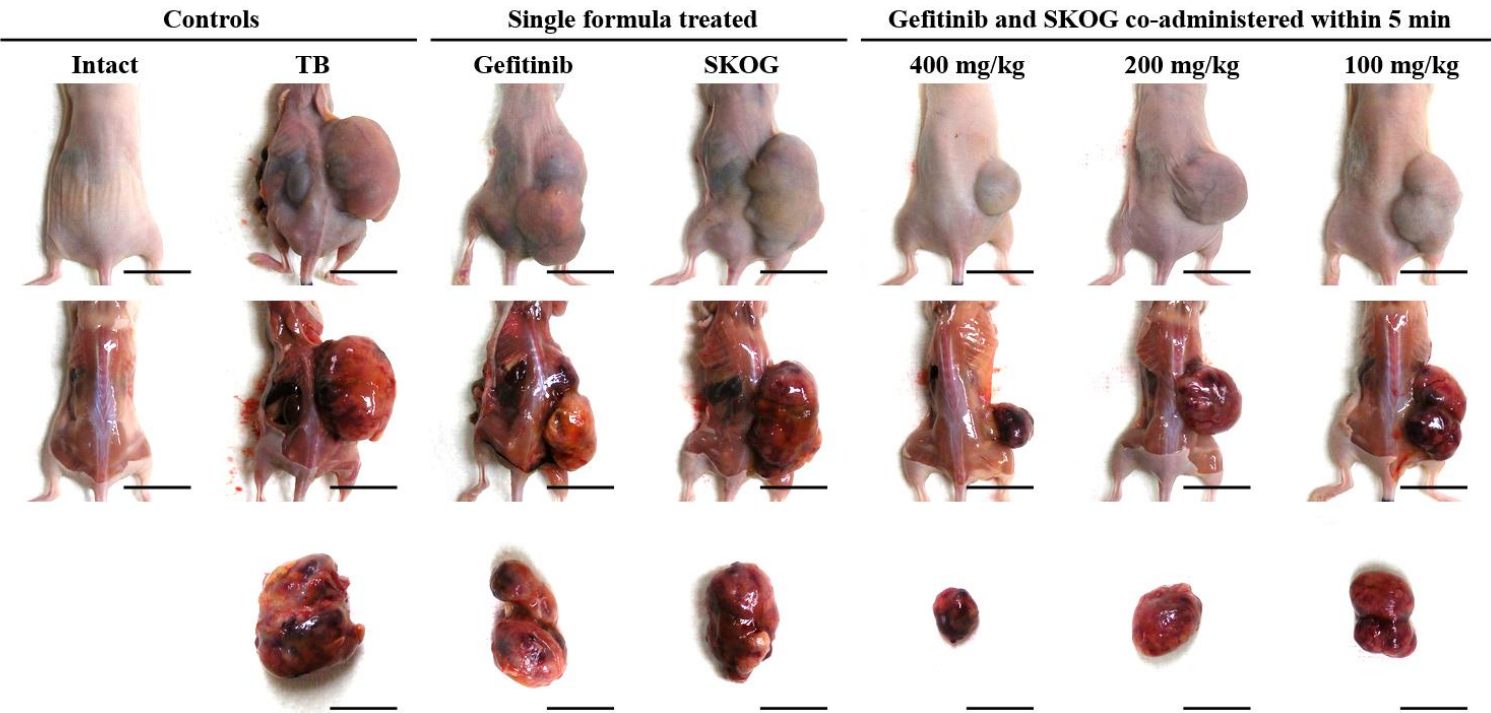 Controls Single formula treated Gefitinib and SKOG co-administered within 5 min
Intact TB Gefitinib SKOG 400 mg/kg 200 mg/kg 100 mg/kg